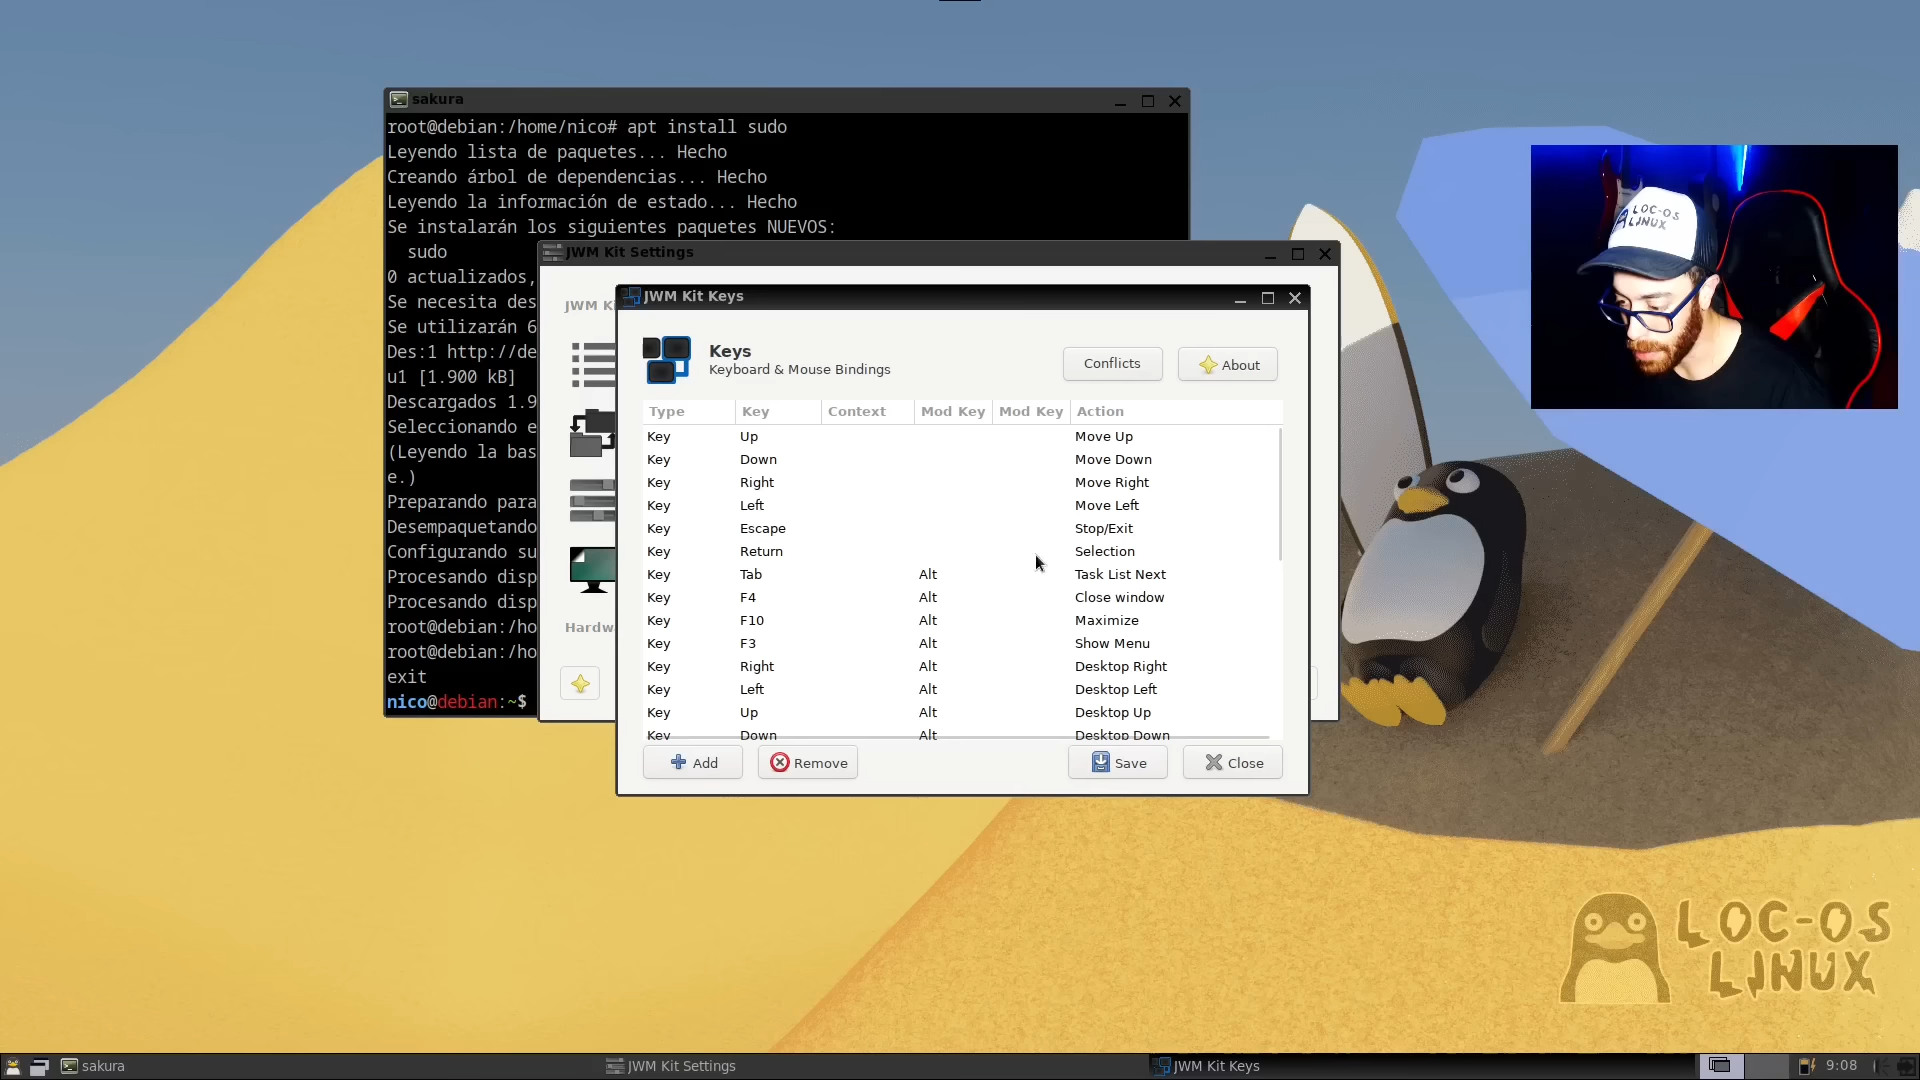 sakura
root@debian:/home/nico# apt install sudo
Leyendo lista de paquetes... Hecho
Creando árbol de dependencias... Hecho
Leyendo la información de estado... Hecho
Se instalarán los siguientes paquetes NUEVOS:
sudo
0 actualizados,
Se necesita des
Se utilizarán 6
Des:1 http://de
u1 [1.900 kB]
Descargados 1.9
Seleccionando e
(Leyendo la bas
e.)
Preparando para
Desempaquetando
Configurando su
Procesando disp
Procesando disp
root@debian:/ho
root@debian:/ho
exit
nico@debian:~$
JWM Kit Settings
JWM Ki
Hardw
JWM Kit Keys
Keys
Keyboard & Mouse Bindings
Conflicts
About
Type Key Context Mod Key Mod Key Action
Key Up Move Up
Key Down Move Down
Key Right Move Right
Key Left Move Left
Key Escape Stop/Exit
Key Return Selection
Key Tab Alt Task List Next
Key F4 Alt Close window
Key F10 Alt Maximize
Key F3 Alt Show Menu
Key Right Alt Desktop Right
Key Left Alt Desktop Left
Key Up Alt Desktop Up
Key Down Alt Desktop Down
Add
Remove
Save
Close
LOC-OS
LINUX
LOC-OS
LINUX
sakura
JWM Kit Settings
JWM Kit Keys
9:08